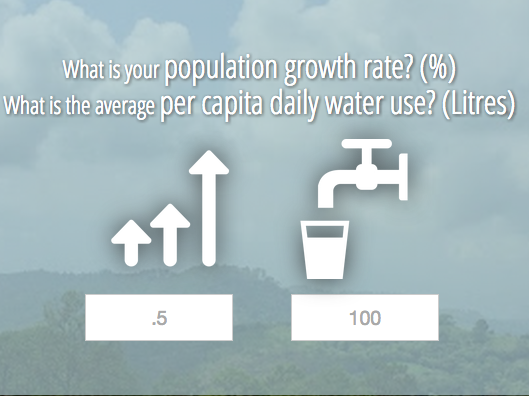 What is your population growth rate? (%)
What is the average per capita daily water use? (Litres)
.5
100